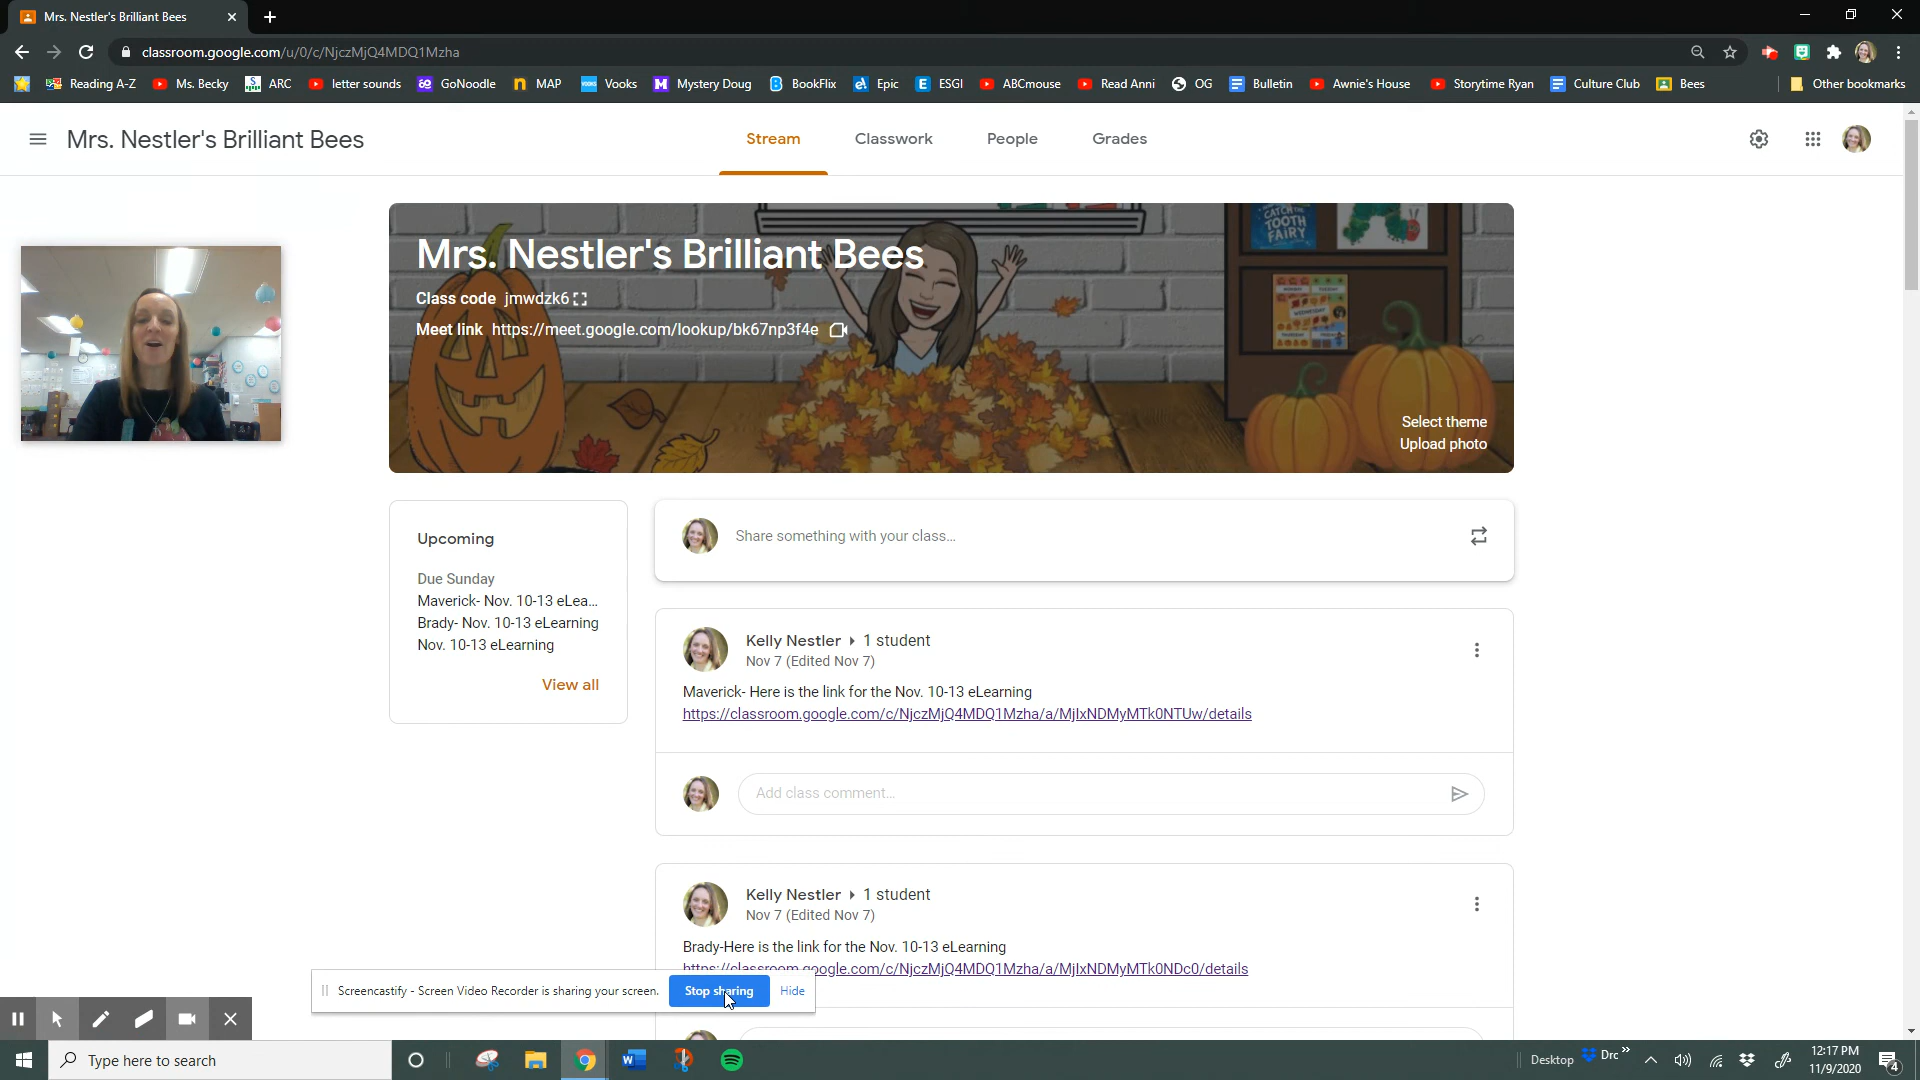 Mrs. Nestler's Brilliant Bees
classroom.google.com/u/0/c/NjczMjQ4MDQ1Mzha
Reading A-Z
Ms. Becky
ARC
letter sounds
GoNoodle
MAP
Vooks
Mystery Doug
BookFlix
Epic
ESGI
ABCmouse
Read Anni
OG
Bulletin
Awnie's House
Storytime Ryan
Culture Club
Bees
Other bookmarks
Mrs. Nestler's Brilliant Bees
Stream
Classwork
People
Grades
CATCH THE
TOOTH
FAIRY
Mrs. Nestler's Brilliant Bees
Class code jmwdzk6
Meet link https://meet.google.com/lookup/bk67np3f4e
WEDNESDAY
Select theme
Upload photo
Upcoming
Due Sunday
Maverick- Nov. 10-13 eLea...
Brady- Nov. 10-13 eLearning
Nov. 10-13 eLearning
View all
Share something with your class...
Kelly Nestler 1 student
Nov 7 (Edited Nov 7)
Maverick- Here is the link for the Nov. 10-13 eLearning
https://classroom.google.com/c/NjczMjQ4MDQ1Mzha/a/MjIxNDMyMTk0NTUw/details
Add class comment...
Kelly Nestler 1 student
Nov 7 (Edited Nov 7)
Brady-Here is the link for the Nov. 10-13 eLearning
https://classroom.google.com/c/NjczMjQ4MDQ1Mzha/a/MjIxNDMyMTk0NDc0/details
Screencastify - Screen Video Recorder is sharing your screen.
Stop sharing
Hide
Type here to search
Desktop
Drc
12:17 PM
11/9/2020
4